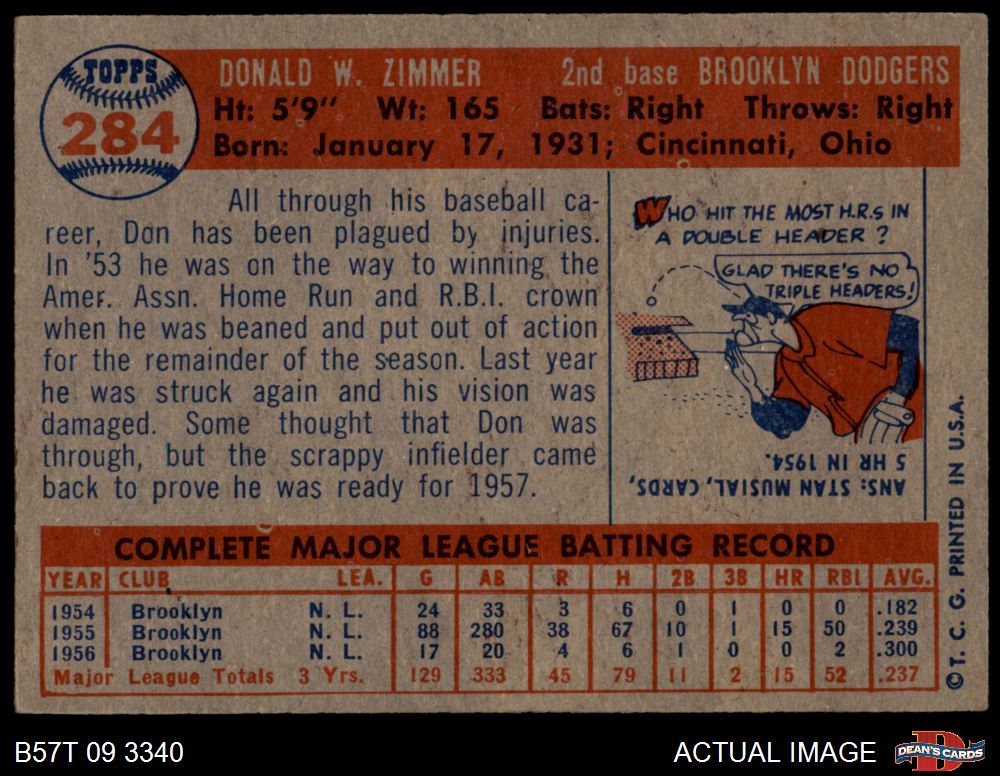 TOPPS
284
DONALD W. ZIMMER 2nd base BROOKLYN DODGERS
Ht: 5'9" Wt: 165 Bats: Right Throws: Right
Born: January 17, 1931; Cincinnati, Ohio
All through his baseball ca-
reer, Don has been plagued by injuries.
In '53 he was on the way to winning the
Amer. Assn. Home Run and R.B.I. crown
when he was beaned and put out of action
for the remainder of the season. Last year
he was struck again and his vision was
damaged. Some thought that Don was
through, but the scrappy infielder came
back to prove he was ready for 1957.
WHO HIT THE MOST H.R.S IN
A DOUBLE HEADER ?
GLAD THERE'S NO
TRIPLE HEADERS!
ANS: STAN MUSIAL, CARDS,
5 HR IN 1954.
COMPLETE MAJOR LEAGUE BATTING RECORD
YEAR CLUB LEA. G AB R H 2B 3B HR RBI AVG.
1954 Brooklyn N. L. 24 33 3 6 0 1 0 0 .182
1955 Brooklyn N. L. 88 280 38 67 10 1 15 50 .239
1956 Brooklyn N. L. 17 20 4 6 1 0 0 2 .300
Major League Totals 3 Yrs. 129 333 45 79 11 2 15 52 .237
©T. C. G. PRINTED IN U.S.A.
B57T 09 3340
ACTUAL IMAGE
D
DEAN'S CARDS